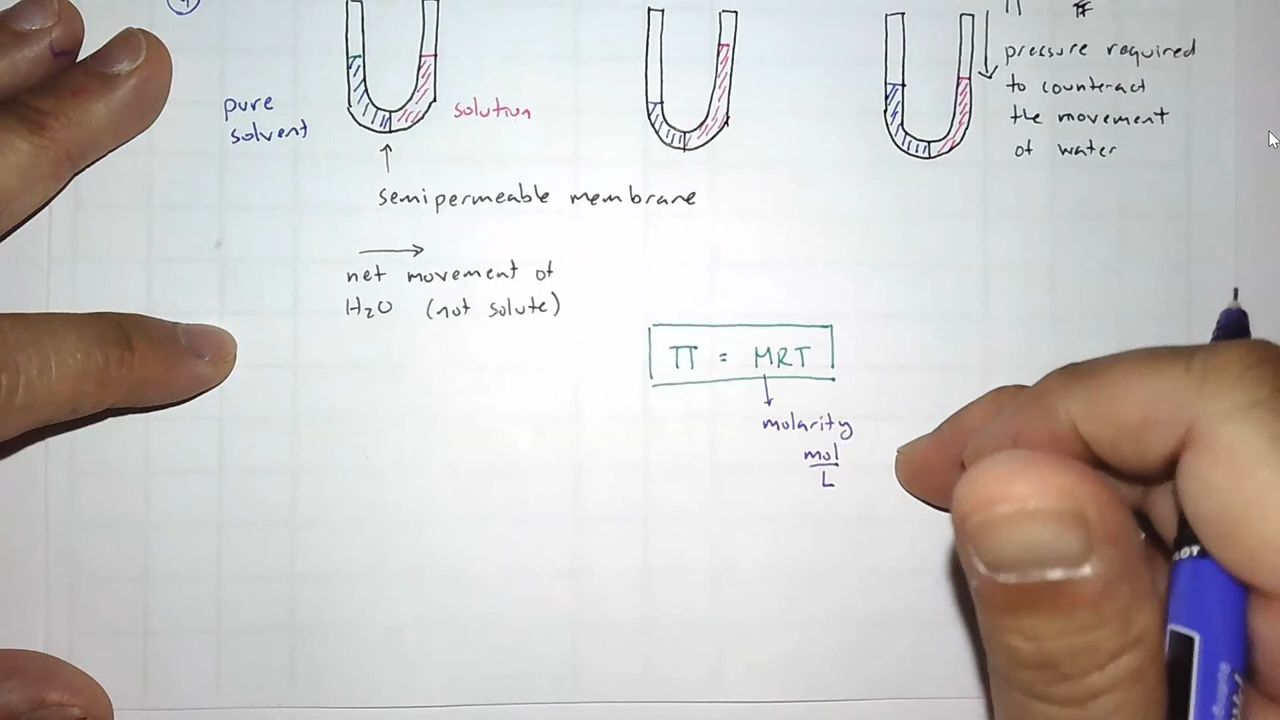 π
pure
solvent
solution
pressure required
to counteract
the movement
of water
semipermeable membrane
net movement of
H₂O (not solute)
π = MRT
molarity
mol
L